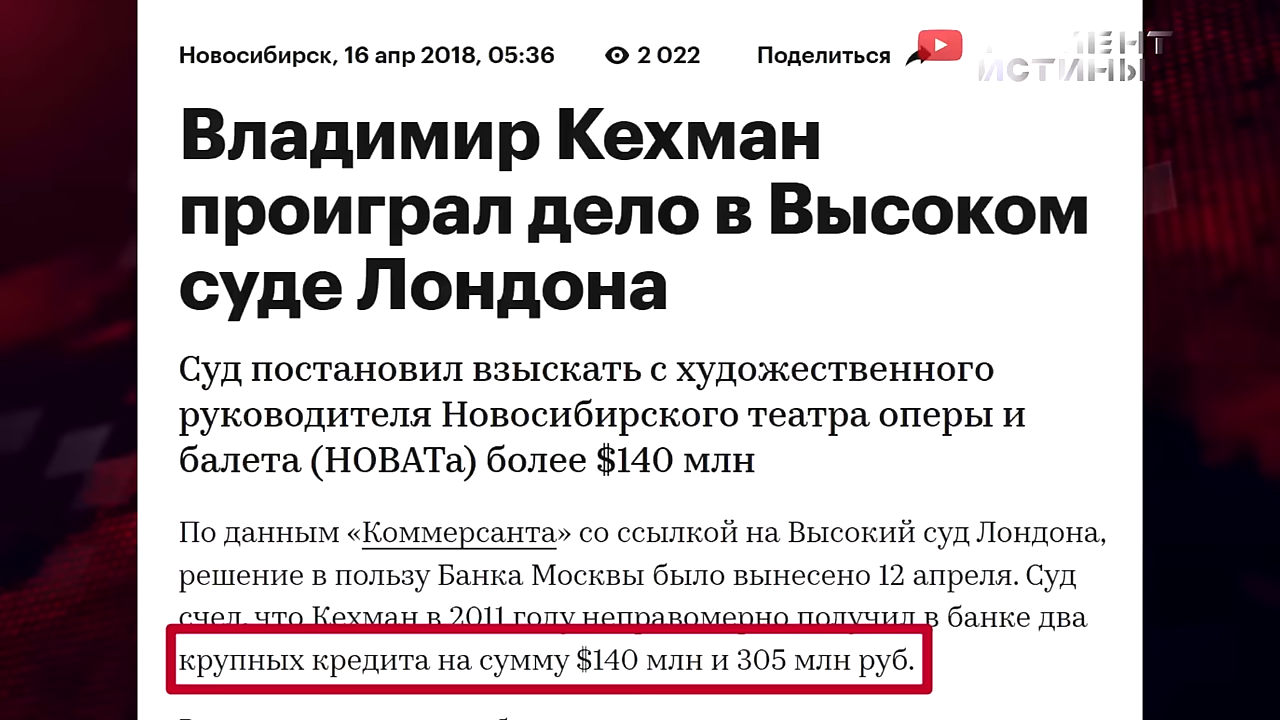 Новосибирск, 16 апр 2018, 05:36 2 022 Поделиться
ИСТИНЫ
Владимир Кехман
проиграл дело в Высоком
суде Лондона
Суд постановил взыскать с художественного
руководителя Новосибирского театра оперы и
балета (НОВАТа) более $140 млн
По данным «Коммерсанта» со ссылкой на Высокий суд Лондона,
решение в пользу Банка Москвы было вынесено 12 апреля. Суд
счел, что Кехман в 2011 году неправомерно получил в банке два
крупных кредита на сумму $140 млн и 305 млн руб.